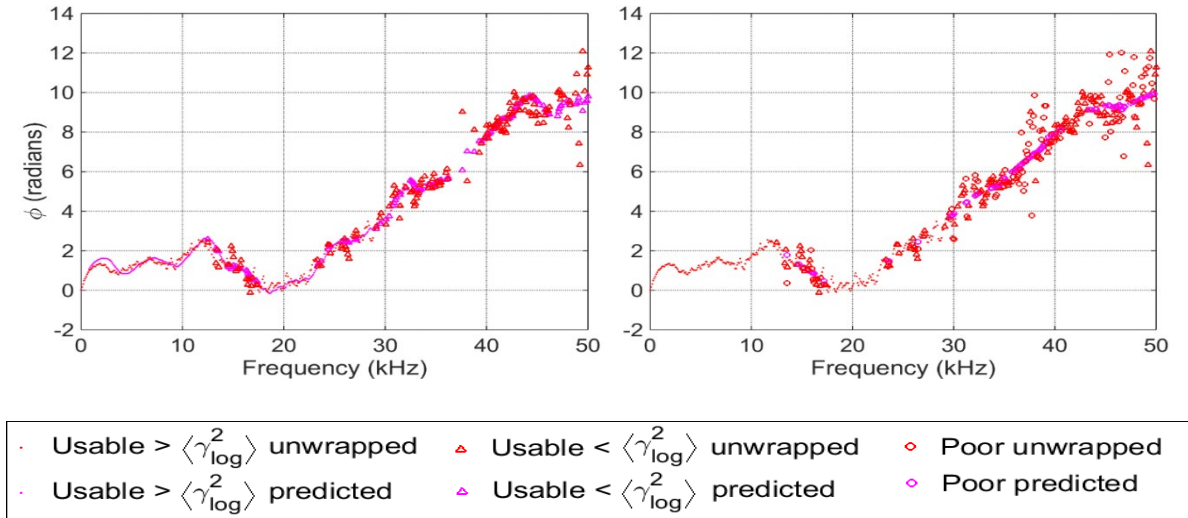 14
12
10
8
6
4
2
0
-2
ϕ (radians)
0 10 20 30 40 50
Frequency (kHz)
14
12
10
8
6
4
2
0
-2
0 10 20 30 40 50
Frequency (kHz)
Usable > ⟨γ²log⟩ unwrapped
Usable < ⟨γ²log⟩ unwrapped
Poor unwrapped
Usable > ⟨γ²log⟩ predicted
Usable < ⟨γ²log⟩ predicted
Poor predicted